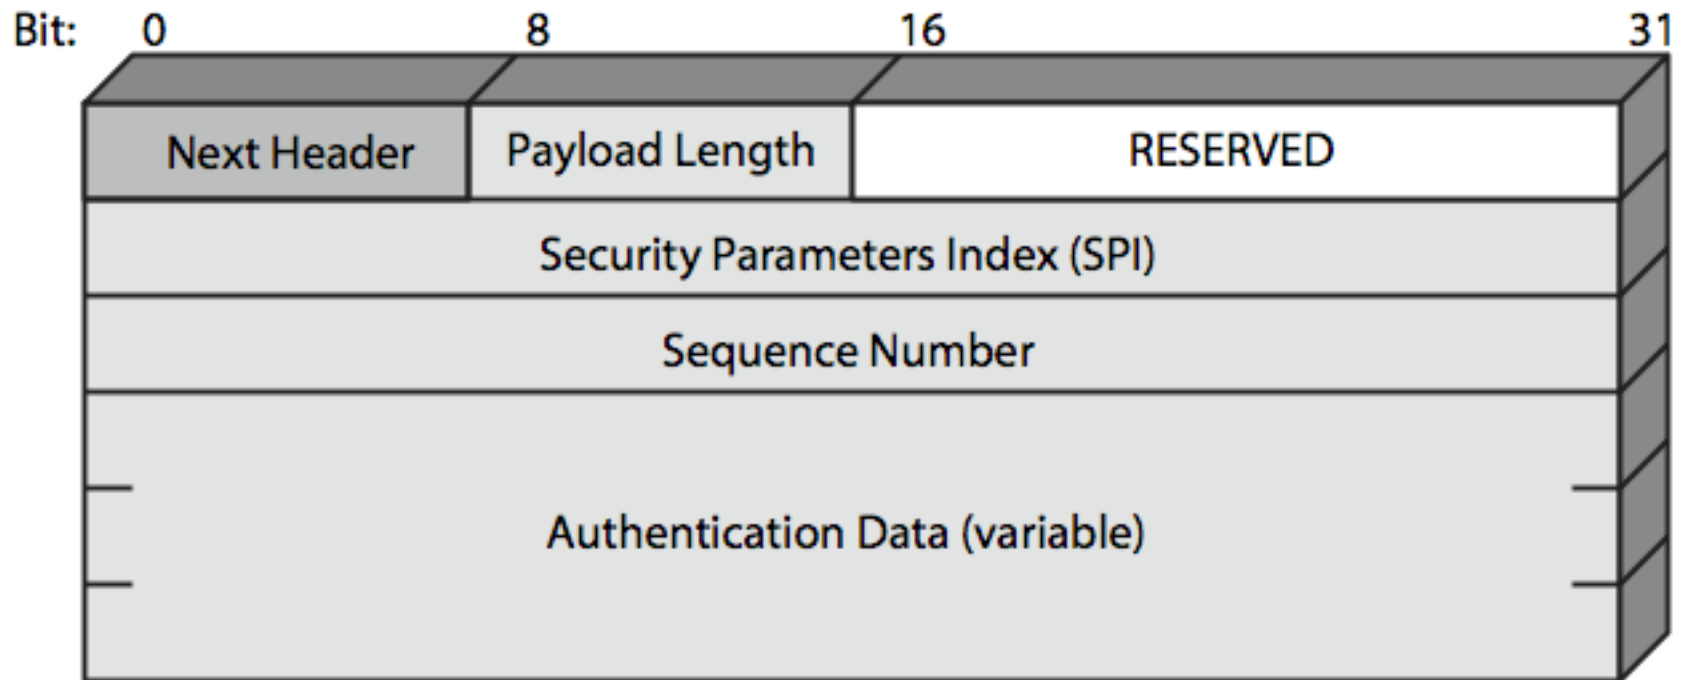 Bit: 0 8 16 31
Next Header Payload Length RESERVED
Security Parameters Index (SPI)
Sequence Number
Authentication Data (variable)